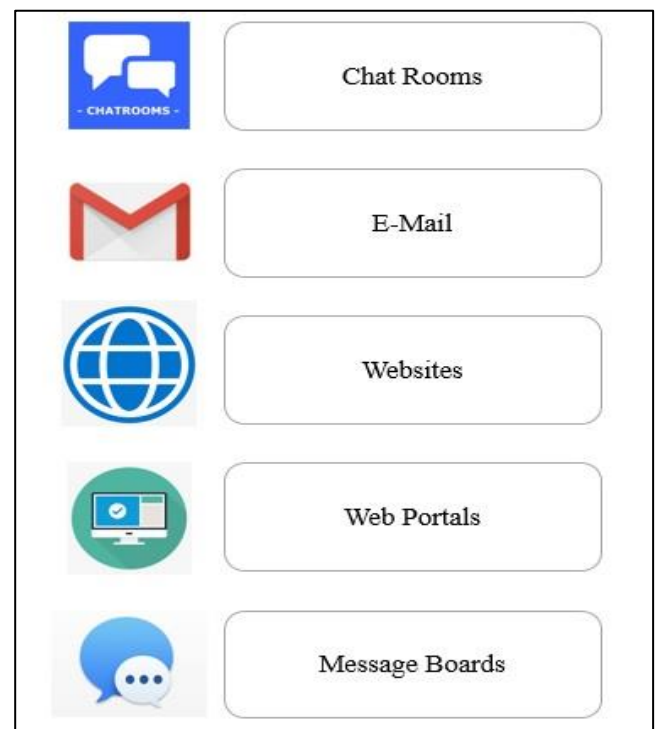 - CHATROOMS -
Chat Rooms
E-Mail
Websites
Web Portals
Message Boards